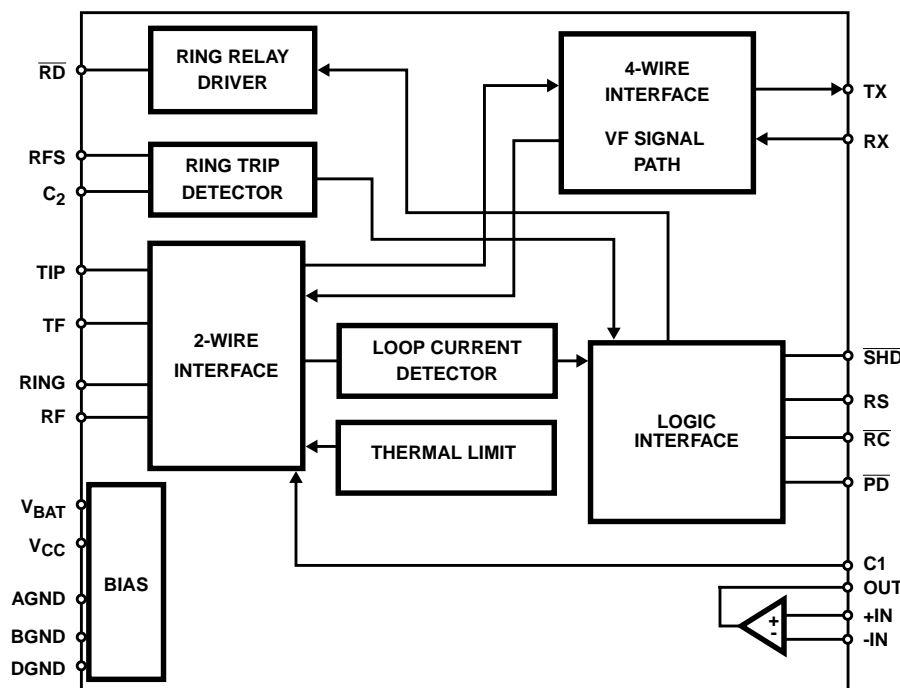 RD
RING RELAY
DRIVER
4-WIRE
INTERFACE
VF SIGNAL
PATH
TX
RX
RFS
C2
RING TRIP
DETECTOR
TIP
TF
RING
RF
2-WIRE
INTERFACE
LOOP CURRENT
DETECTOR
THERMAL LIMIT
LOGIC
INTERFACE
SHD
RS
RC
PD
VBAT
VCC
AGND
BGND
DGND
BIAS
C1
OUT
+IN
-IN
+
-